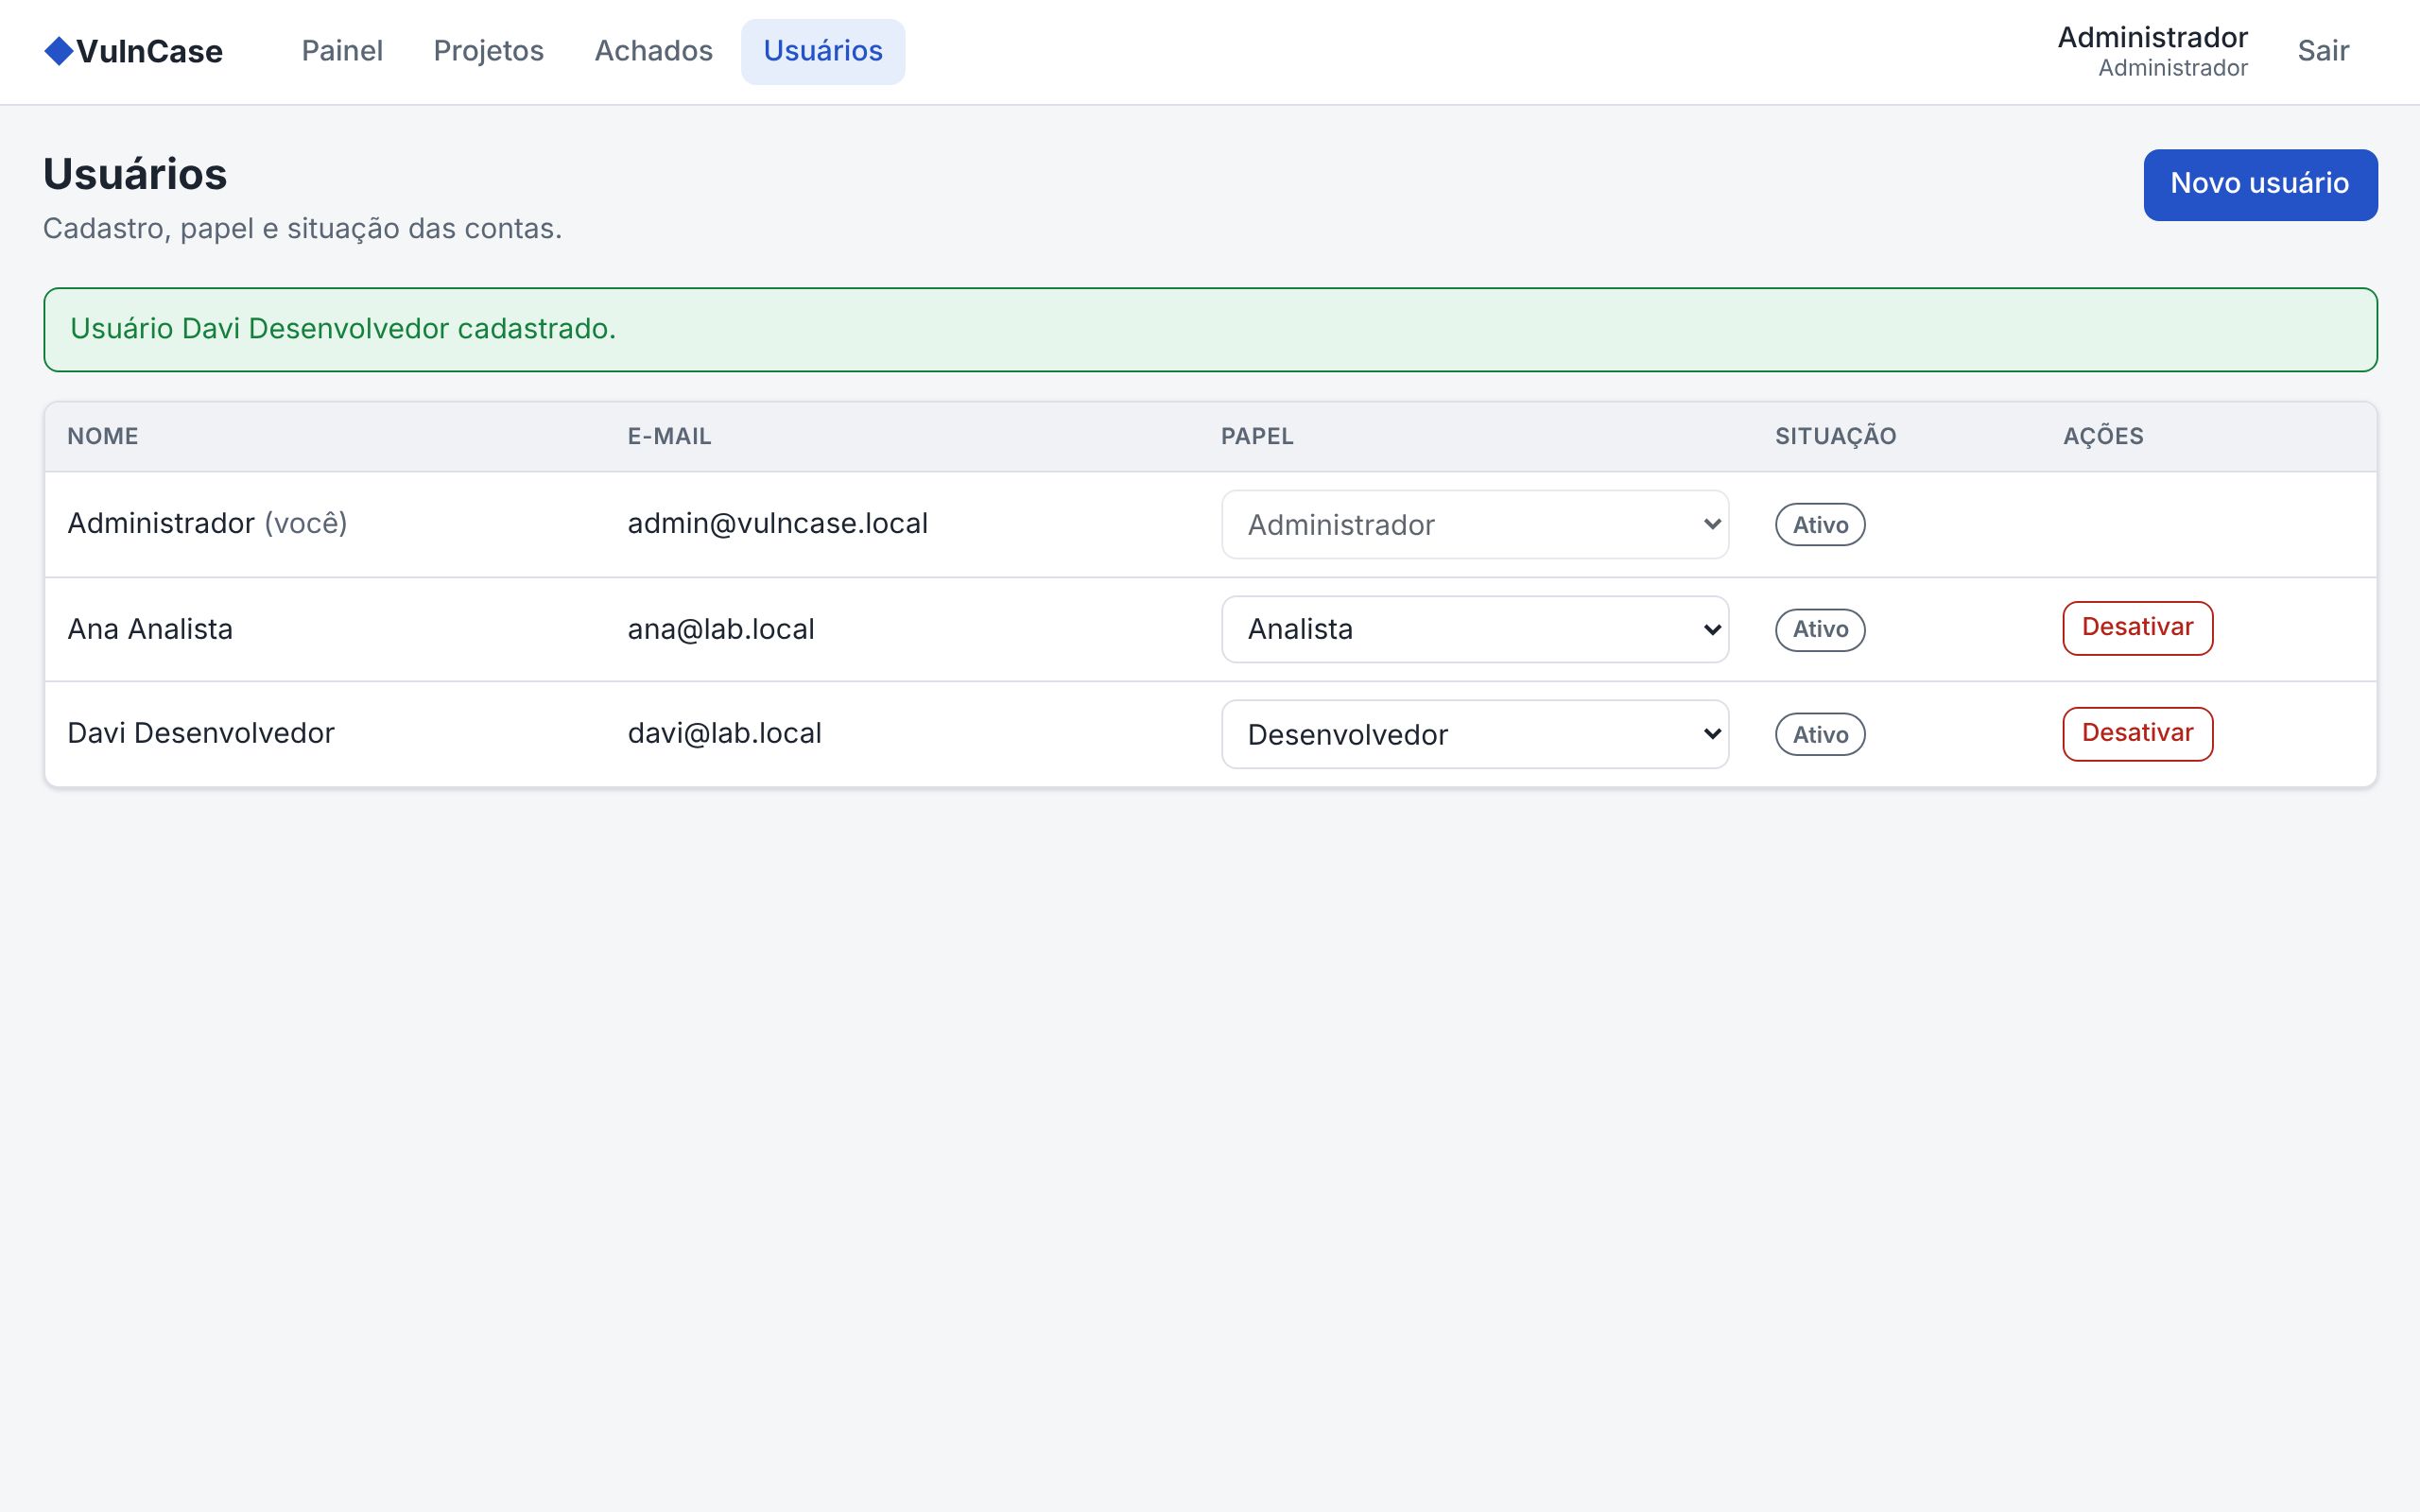 VulnCase Painel Projetos Achados Usuários Administrador Sair
Administrador
Usuários Novo usuário
Cadastro, papel e situação das contas.
Usuário Davi Desenvolvedor cadastrado.
NOME E-MAIL PAPEL SITUAÇÃO AÇÕES
Administrador (você) admin@vulncase.local Administrador Ativo
Ana Analista ana@lab.local Analista Ativo Desativar
Davi Desenvolvedor davi@lab.local Desenvolvedor Ativo Desativar